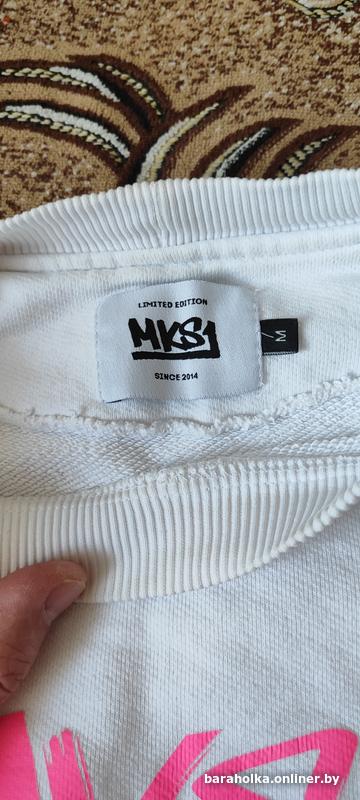 LIMITED EDITION
MKS1
SINCE 2014
M
baraholka.onliner.by